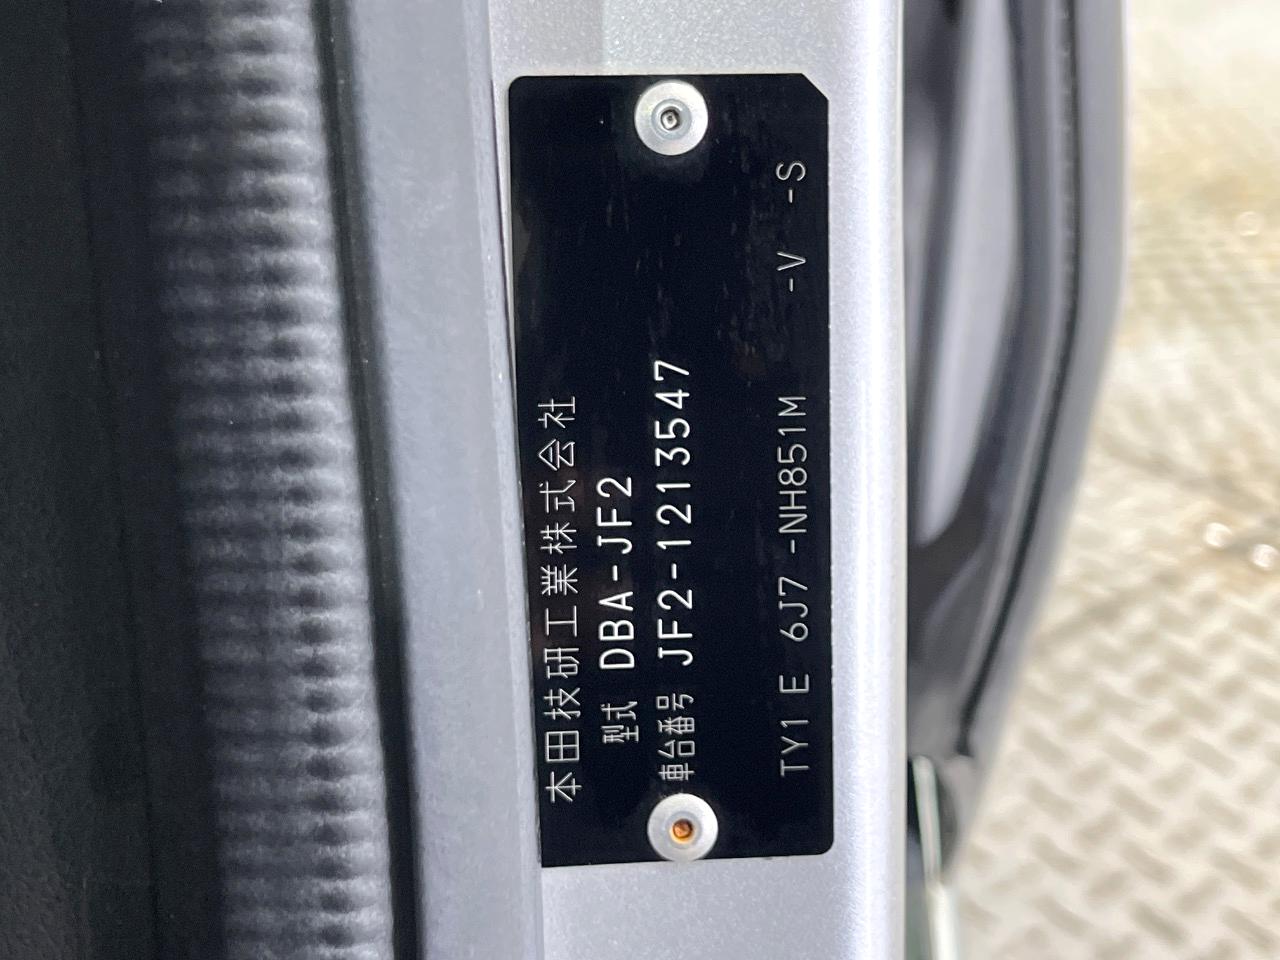 本田技研工業株式会社
型式 DBA-JF2
車台番号 JF2-1213547
TY1 E 6J7 -NH851M -V -S